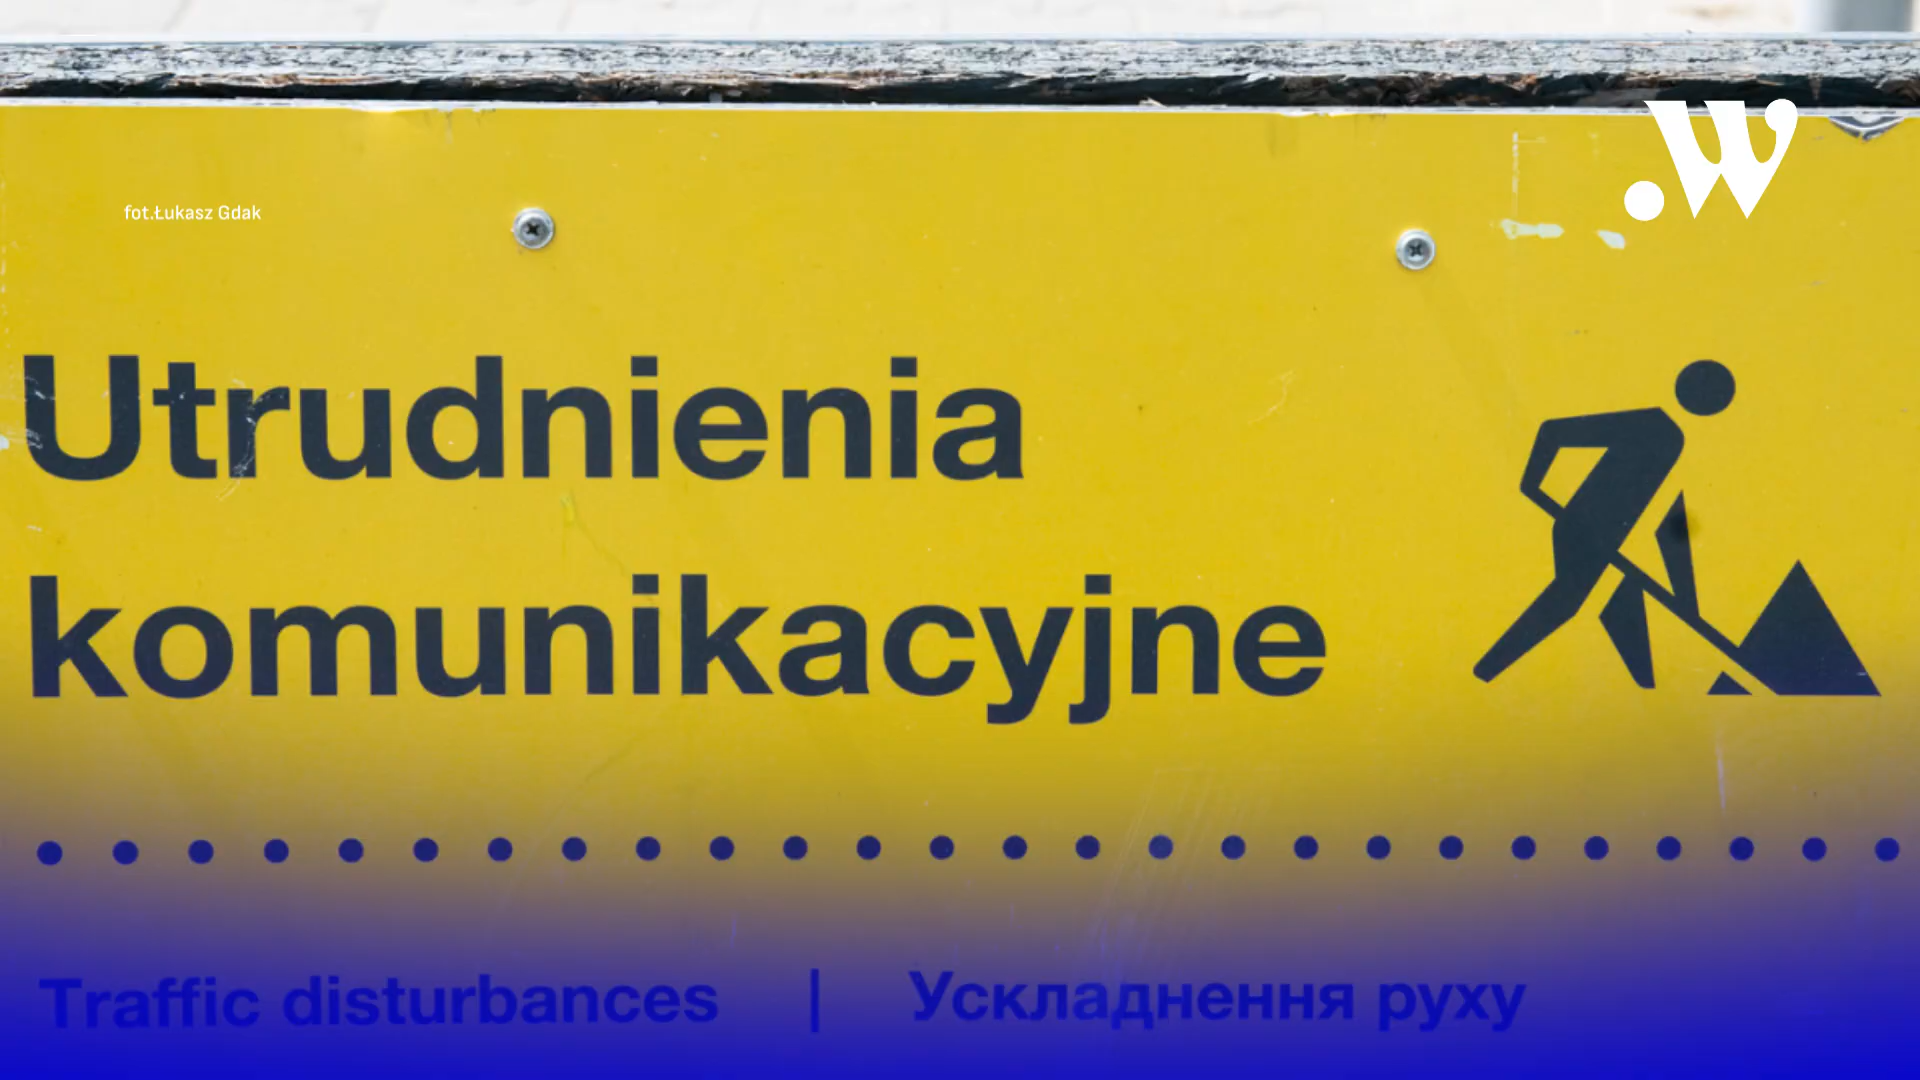 .W
fot.Łukasz Gdak
Utrudnienia
komunikacyjne
Traffic disturbances | Ускладнення руху